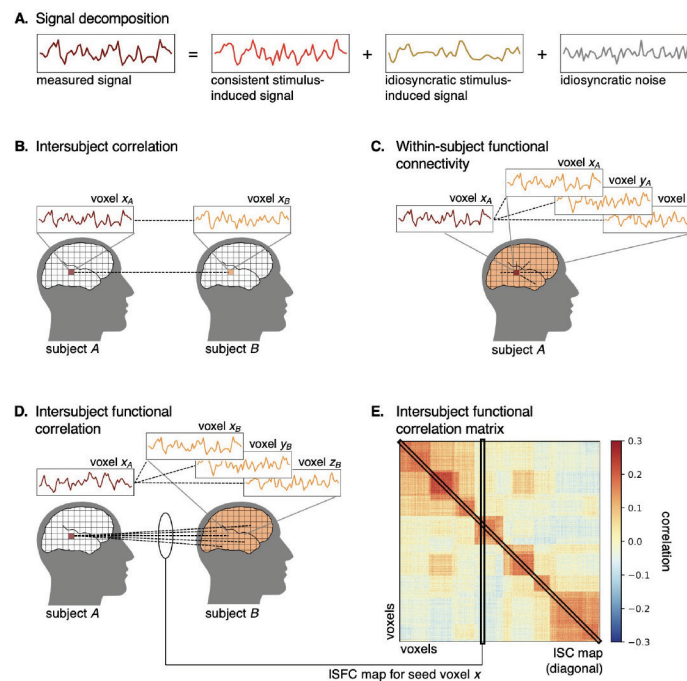 A. Signal decomposition
=
+
+
measured signal
consistent stimulus-
induced signal
idiosyncratic stimulus-
induced signal
idiosyncratic noise
B. Intersubject correlation
voxel xA
voxel xB
subject A
subject B
C. Within-subject functional
connectivity
voxel xA
voxel xA
voxel yA
voxel
subject A
D. Intersubject functional
correlation
voxel xA
voxel xB
voxel yB
voxel zB
subject A
subject B
E. Intersubject functional
correlation matrix
voxels
voxels
ISC map
(diagonal)
0.3
0.2
0.1
0.0
−0.1
−0.2
−0.3
correlation
ISFC map for seed voxel x